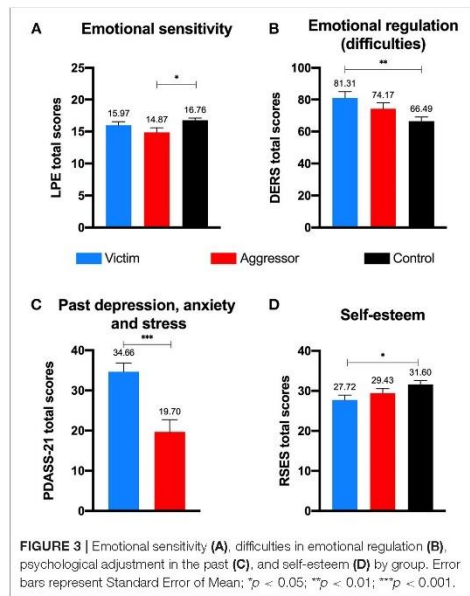 A Emotional sensitivity
*
LPE total scores
25
20
15
10
5
0
15.97
14.87
16.76
B Emotional regulation
(difficulties)
**
DERS total scores
100
80
60
40
20
0
81.31
74.17
66.49
Victim Aggressor Control
C Past depression, anxiety
and stress
***
PDASS-21 total scores
40
30
20
10
0
34.66
19.70
D Self-esteem
*
RSES total scores
40
30
20
10
0
27.72
29.43
31.60
FIGURE 3 | Emotional sensitivity (A), difficulties in emotional regulation (B),
psychological adjustment in the past (C), and self-esteem (D) by group. Error
bars represent Standard Error of Mean; *p < 0.05; **p < 0.01; ***p < 0.001.